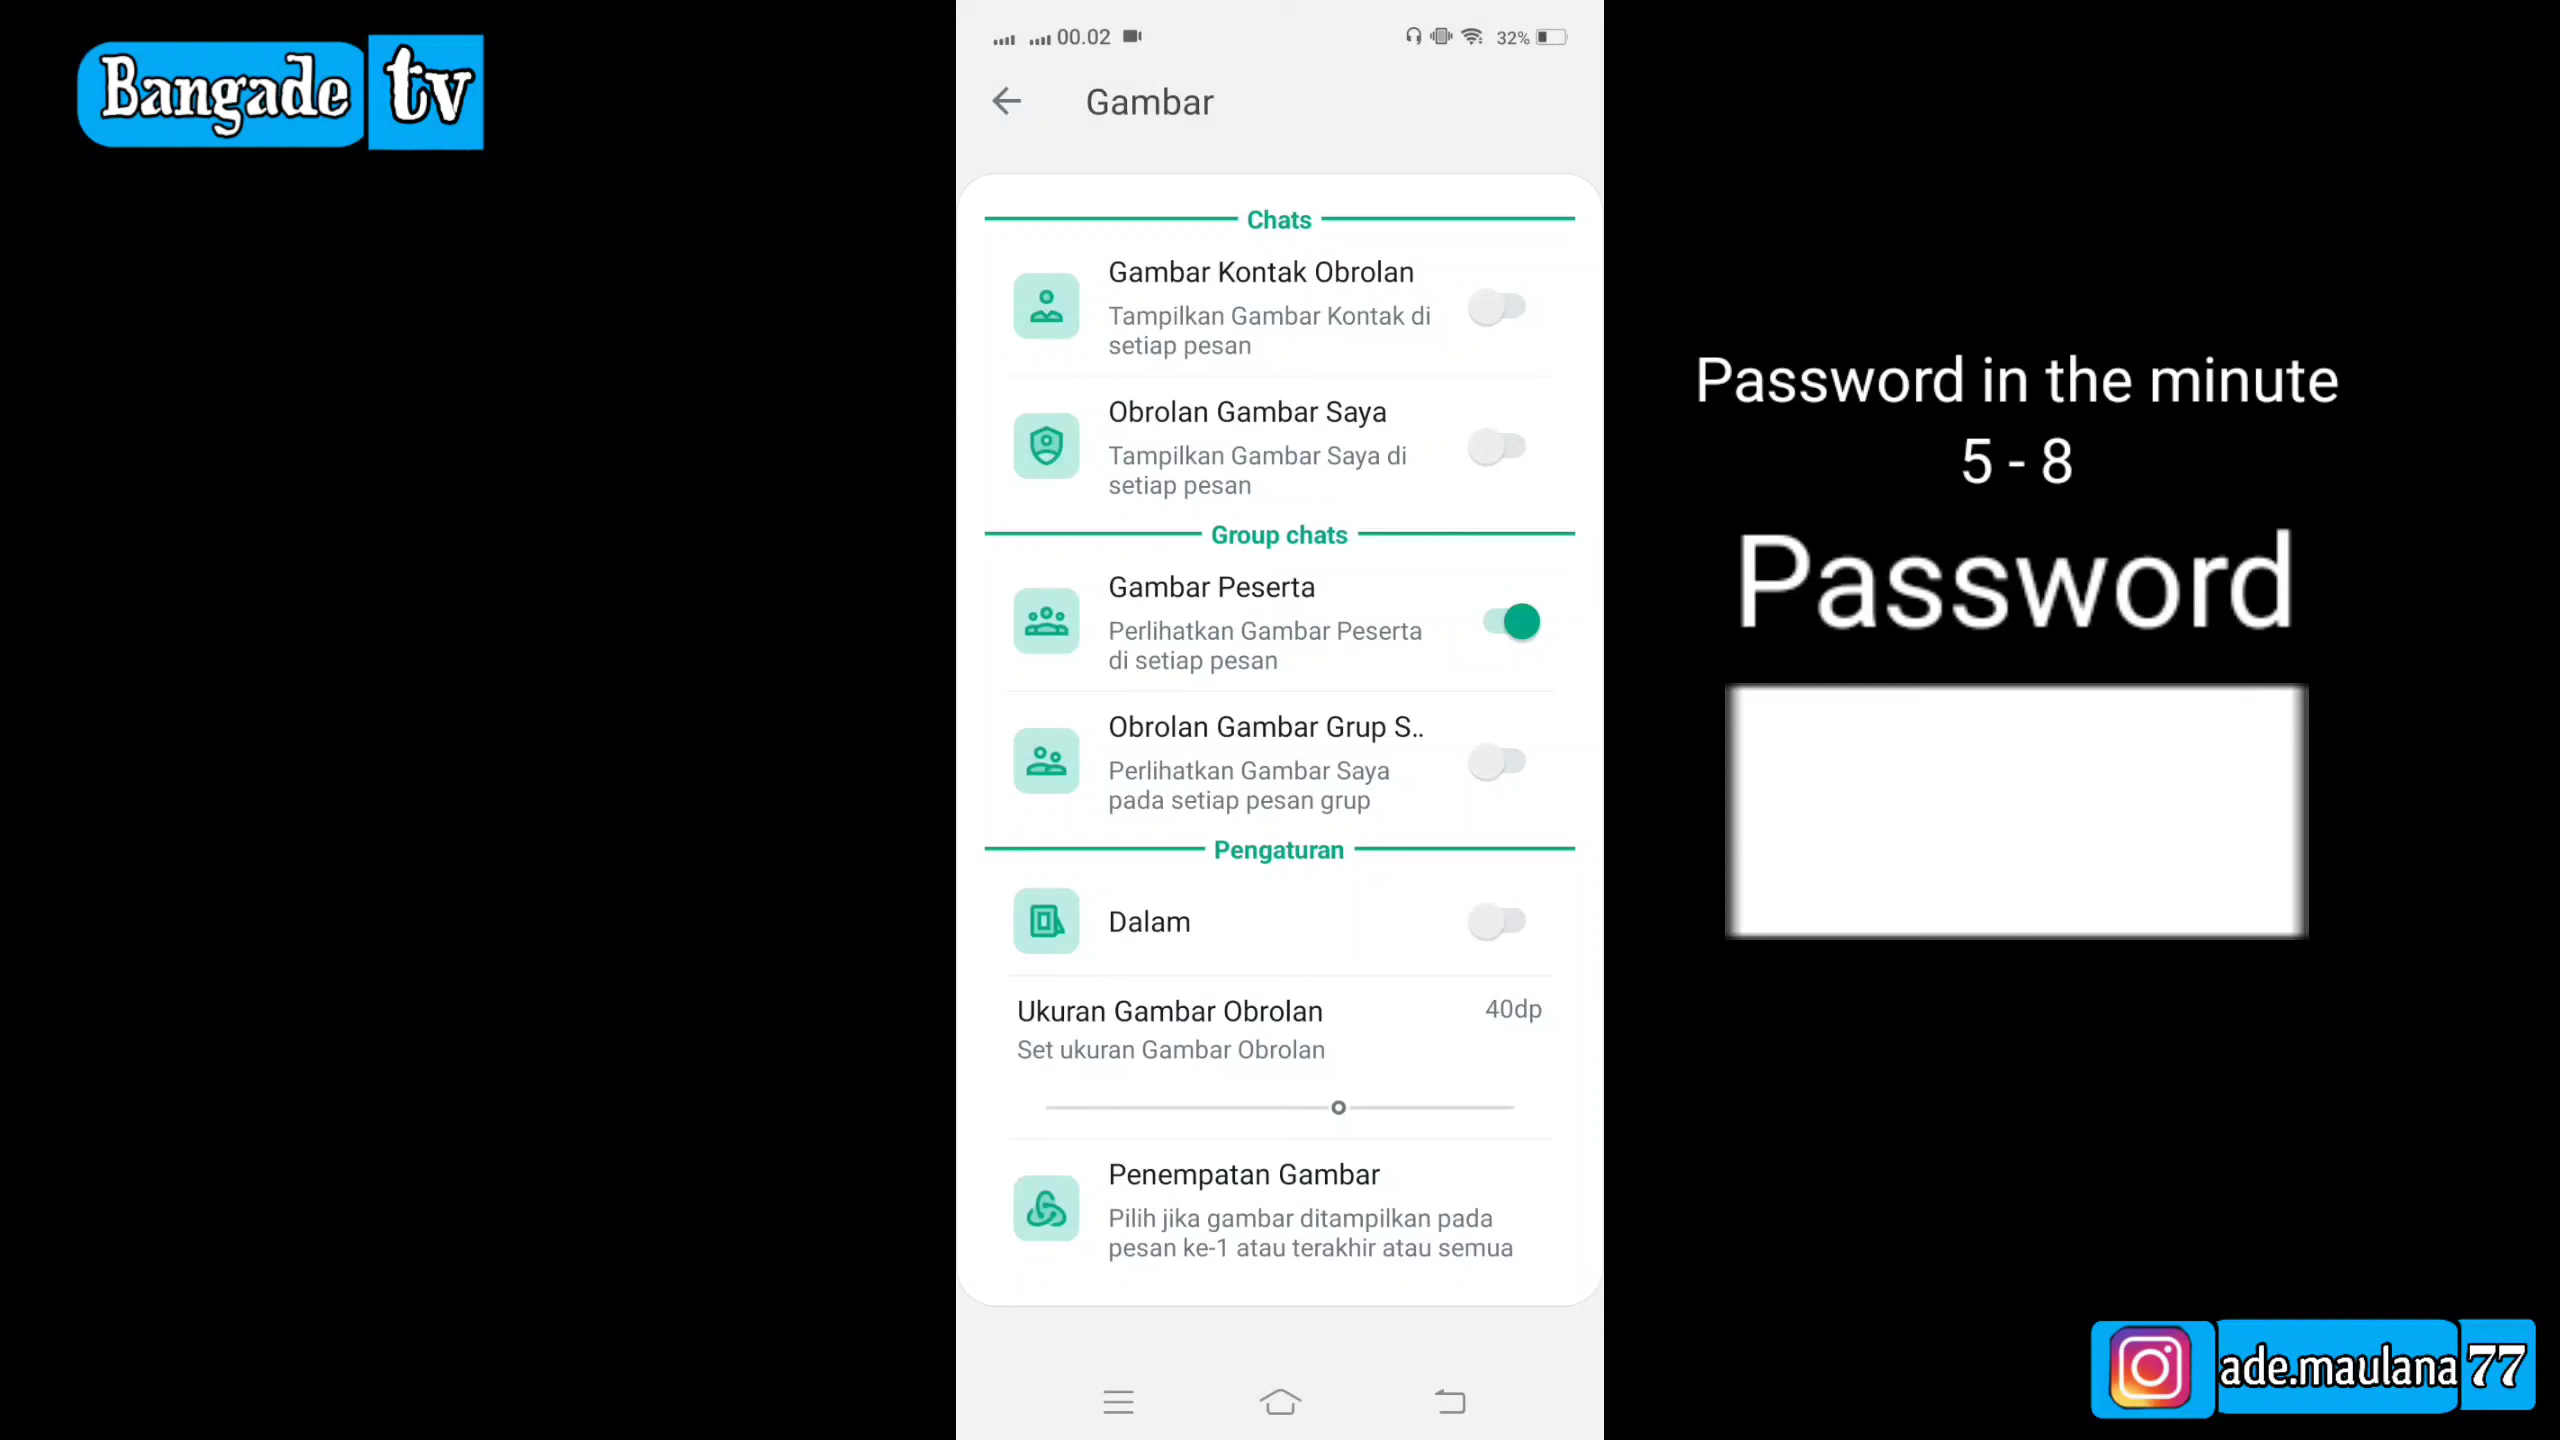 Bangade tv
00.02
32%
Gambar
Chats
Gambar Kontak Obrolan
Tampilkan Gambar Kontak di
setiap pesan
Obrolan Gambar Saya
Tampilkan Gambar Saya di
setiap pesan
Group chats
Gambar Peserta
Perlihatkan Gambar Peserta
di setiap pesan
Obrolan Gambar Grup S..
Perlihatkan Gambar Saya
pada setiap pesan grup
Pengaturan
Dalam
Ukuran Gambar Obrolan
40dp
Set ukuran Gambar Obrolan
Penempatan Gambar
Pilih jika gambar ditampilkan pada
pesan ke-1 atau terakhir atau semua
Password in the minute
5 - 8
Password
ade.maulana 77